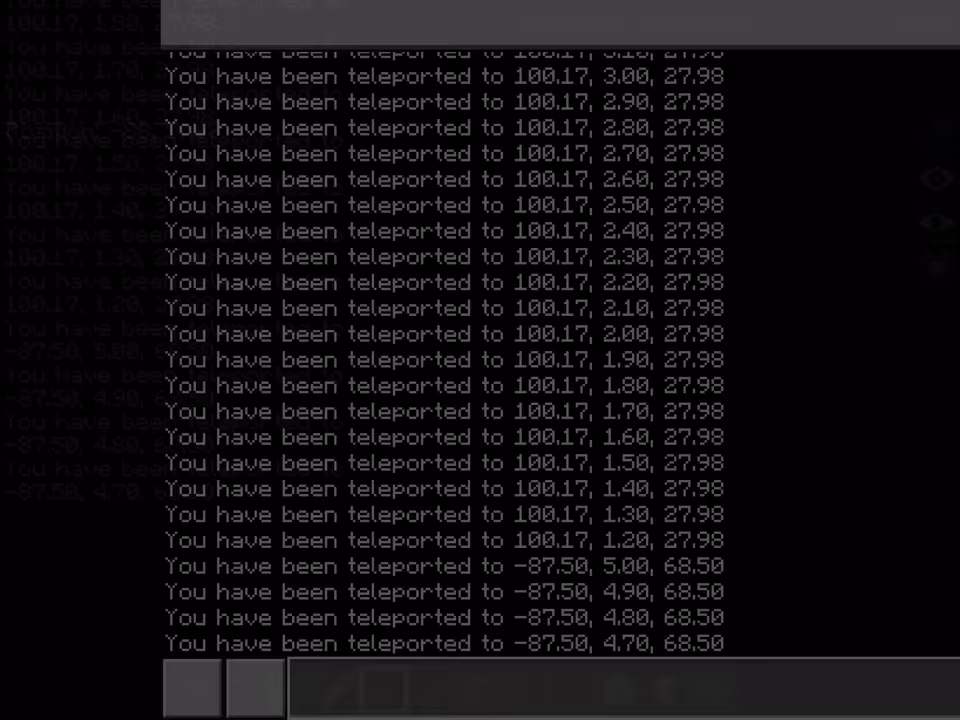 You have been teleported to 100.17, 3.10, 27.98
You have been teleported to 100.17, 3.00, 27.98
You have been teleported to 100.17, 2.90, 27.98
You have been teleported to 100.17, 2.80, 27.98
You have been teleported to 100.17, 2.70, 27.98
You have been teleported to 100.17, 2.60, 27.98
You have been teleported to 100.17, 2.50, 27.98
You have been teleported to 100.17, 2.40, 27.98
You have been teleported to 100.17, 2.30, 27.98
You have been teleported to 100.17, 2.20, 27.98
You have been teleported to 100.17, 2.10, 27.98
You have been teleported to 100.17, 2.00, 27.98
You have been teleported to 100.17, 1.90, 27.98
You have been teleported to 100.17, 1.80, 27.98
You have been teleported to 100.17, 1.70, 27.98
You have been teleported to 100.17, 1.60, 27.98
You have been teleported to 100.17, 1.50, 27.98
You have been teleported to 100.17, 1.40, 27.98
You have been teleported to 100.17, 1.30, 27.98
You have been teleported to 100.17, 1.20, 27.98
You have been teleported to -87.50, 5.00, 68.50
You have been teleported to -87.50, 4.90, 68.50
You have been teleported to -87.50, 4.80, 68.50
You have been teleported to -87.50, 4.70, 68.50